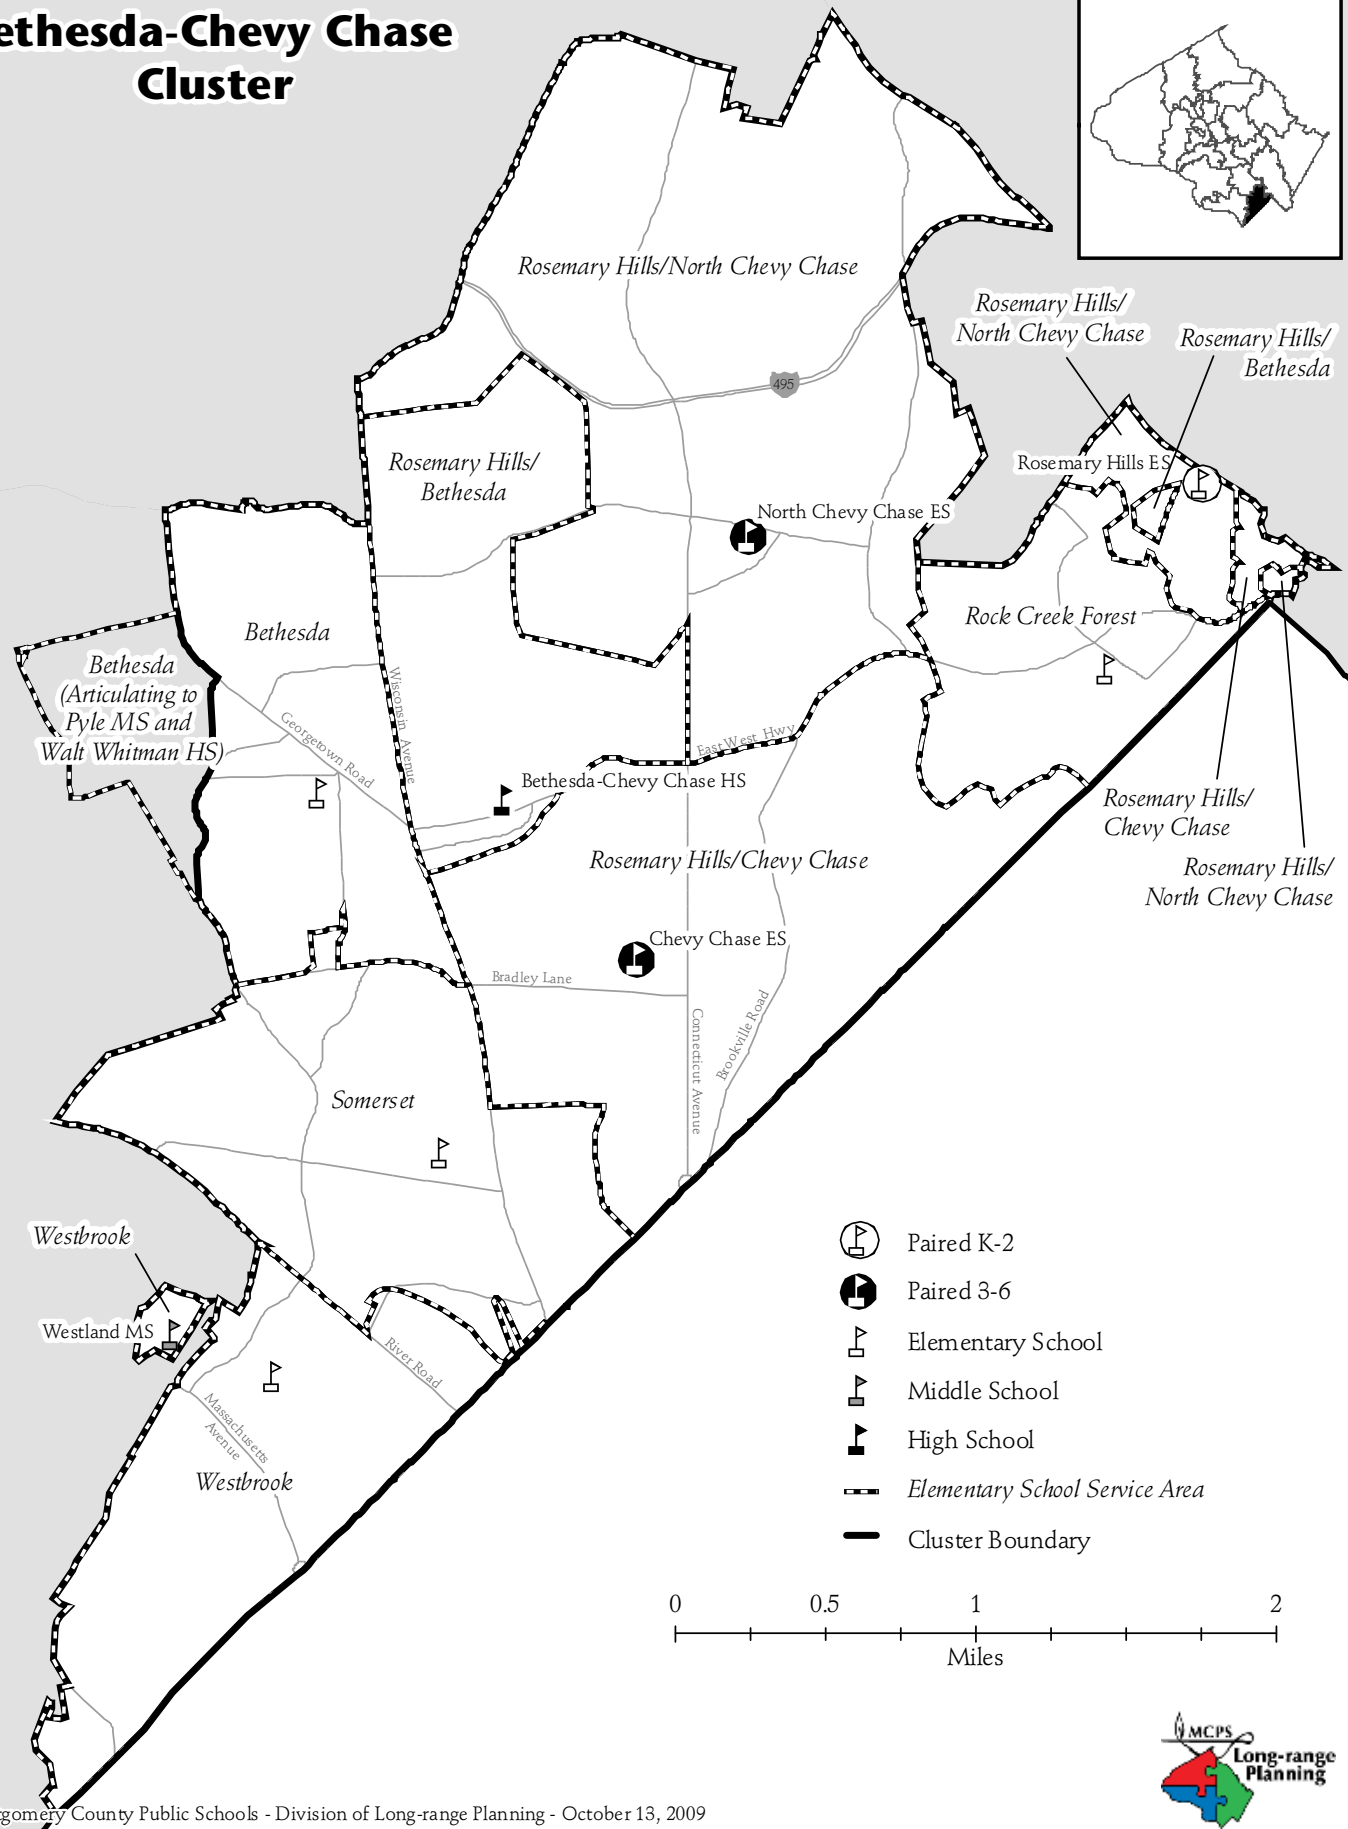 ethesda-Chevy Chase
Cluster
Rosemary Hills/North Chevy Chase
495
Rosemary Hills/
North Chevy Chase
Rosemary Hills/
Bethesda
Rosemary Hills/
Bethesda
Rosemary Hills ES
North Chevy Chase ES
Rock Creek Forest
Bethesda
Bethesda
(Articulating to
Pyle MS and
Walt Whitman HS)
Wisconsin Avenue
Georgetown Road
East West Hwy
Bethesda-Chevy Chase HS
Rosemary Hills/
Chevy Chase
Rosemary Hills/
North Chevy Chase
Rosemary Hills/Chevy Chase
Chevy Chase ES
Bradley Lane
Connecticut Avenue
Brookville Road
Somerset
Westbrook
Westland MS
River Road
Massachusetts
Avenue
Westbrook
Paired K-2
Paired 3-6
Elementary School
Middle School
High School
Elementary School Service Area
Cluster Boundary
0 0.5 1 2
Miles
MCPS
Long-range
Planning
gomery County Public Schools - Division of Long-range Planning - October 13, 2009